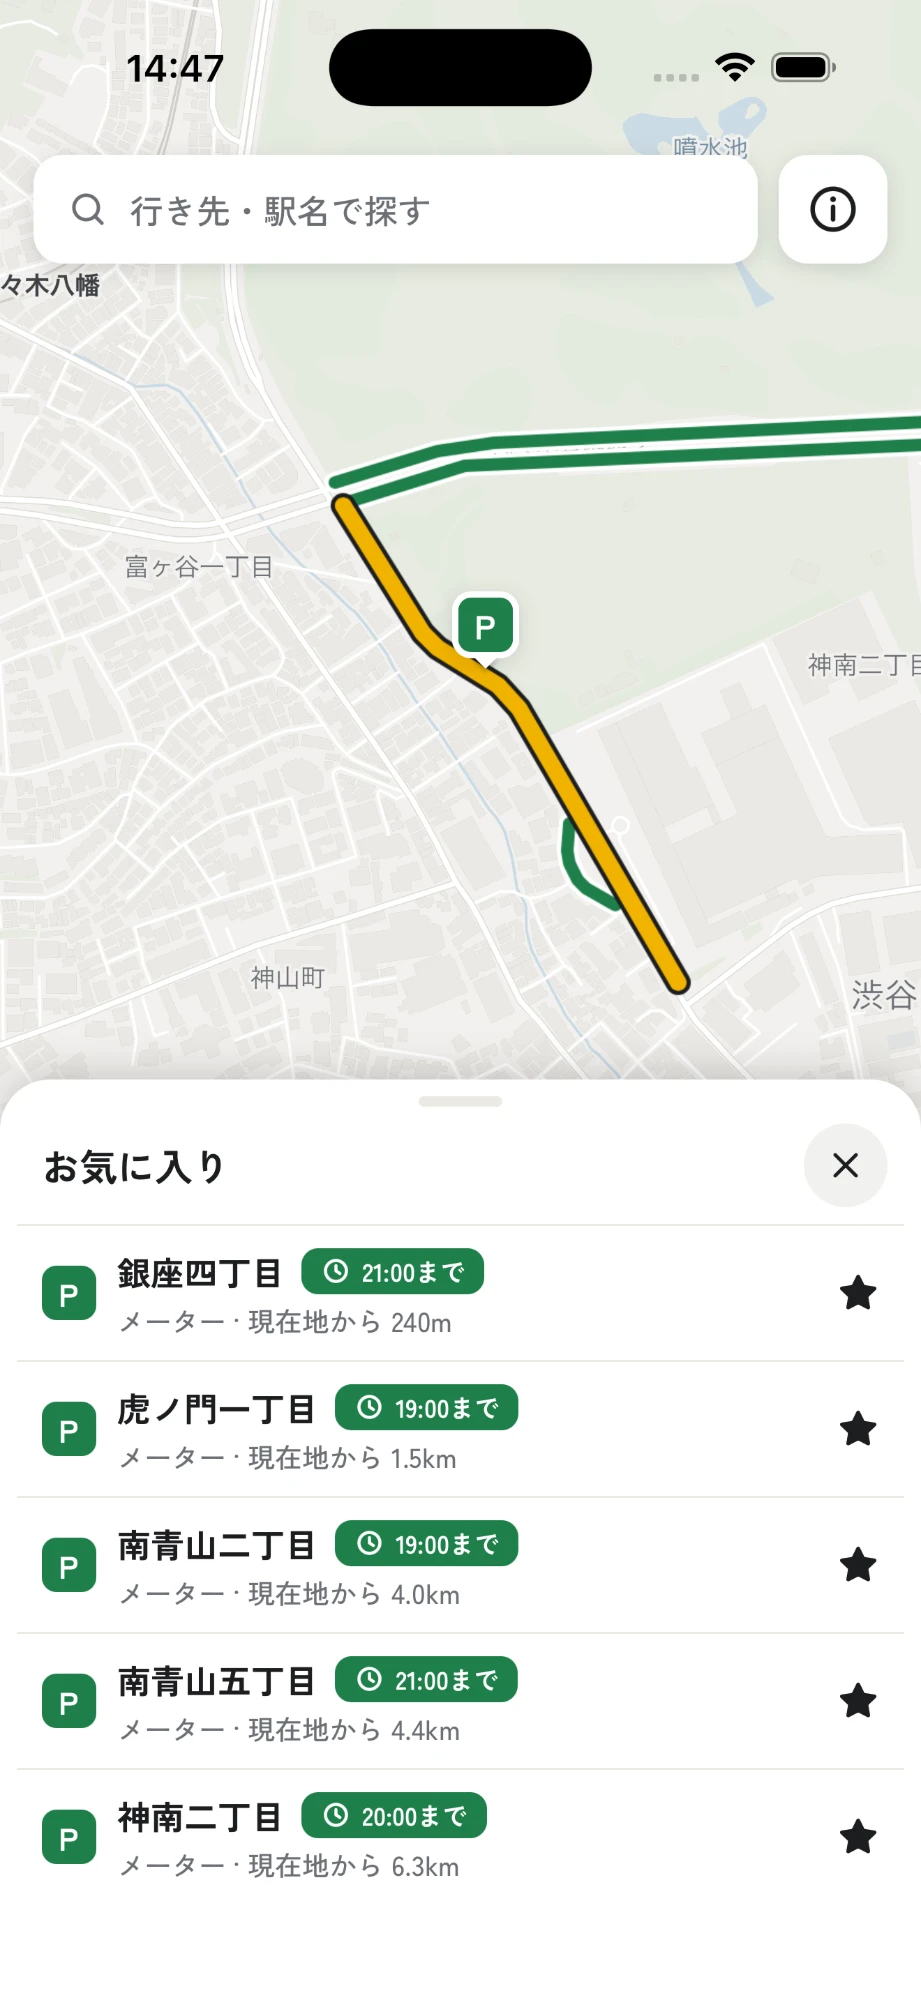 14:47
噴水池
行き先・駅名で探す
々木八幡
富ヶ谷一丁目
P
神南二丁目
神山町
渋谷
お気に入り
P 銀座四丁目 21:00まで
メーター · 現在地から 240m
P 虎ノ門一丁目 19:00まで
メーター · 現在地から 1.5km
P 南青山二丁目 19:00まで
メーター · 現在地から 4.0km
P 南青山五丁目 21:00まで
メーター · 現在地から 4.4km
P 神南二丁目 20:00まで
メーター · 現在地から 6.3km